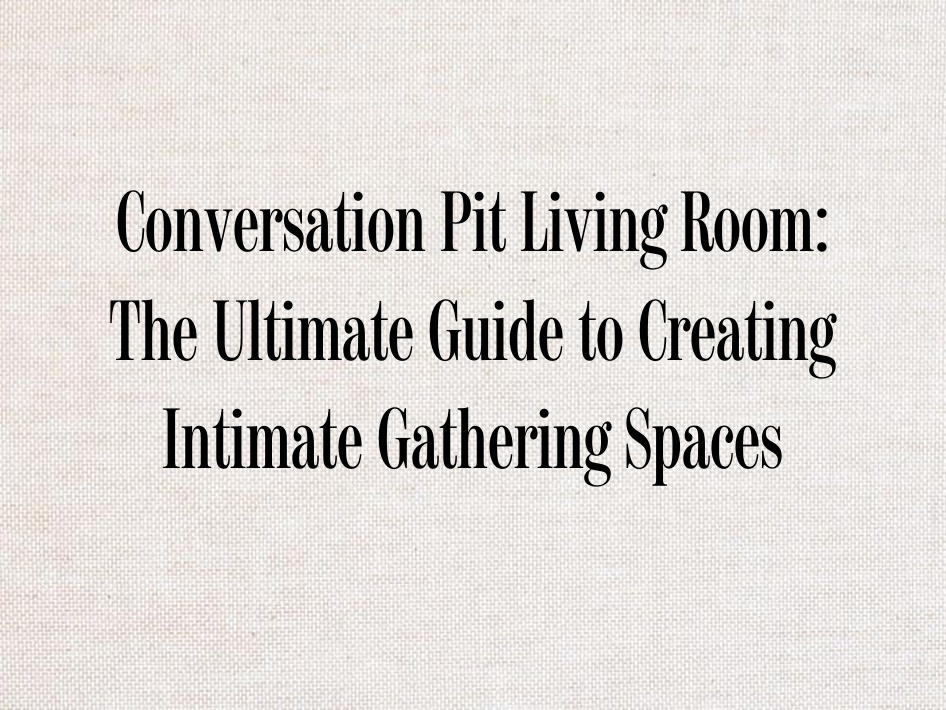 Conversation Pit Living Room:
The Ultimate Guide to Creating
Intimate Gathering Spaces